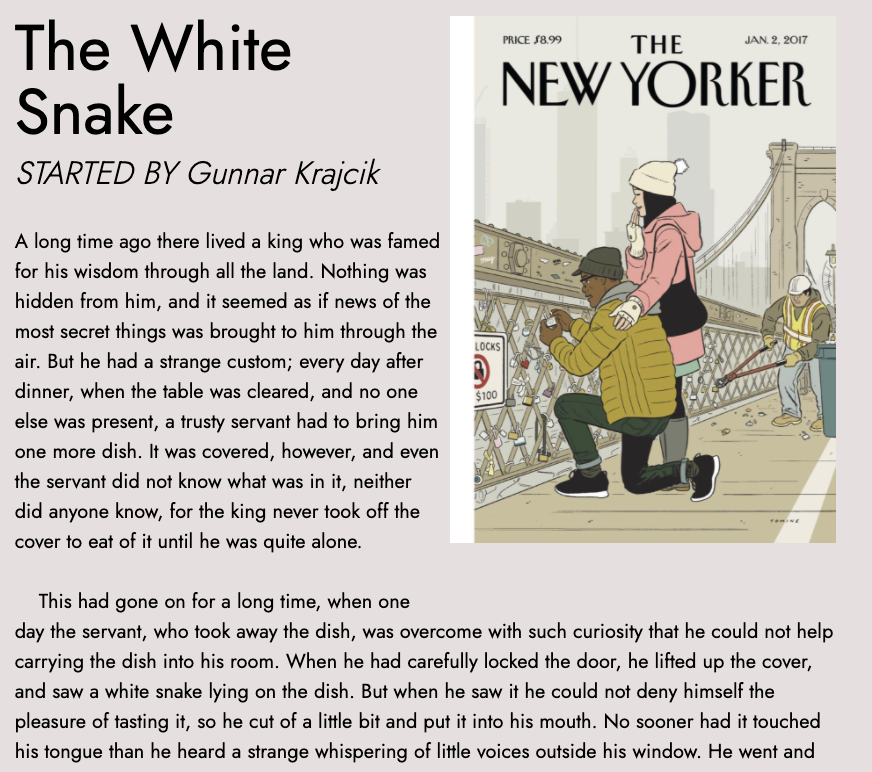 The White
Snake
STARTED BY Gunnar Krajcik
A long time ago there lived a king who was famed
for his wisdom through all the land. Nothing was
hidden from him, and it seemed as if news of the
most secret things was brought to him through the
air. But he had a strange custom; every day after
dinner, when the table was cleared, and no one
else was present, a trusty servant had to bring him
one more dish. It was covered, however, and even
the servant did not know what was in it, neither
did anyone know, for the king never took off the
cover to eat of it until he was quite alone.
This had gone on for a long time, when one
day the servant, who took away the dish, was overcome with such curiosity that he could not help
carrying the dish into his room. When he had carefully locked the door, he lifted up the cover,
and saw a white snake lying on the dish. But when he saw it he could not deny himself the
pleasure of tasting it, so he cut of a little bit and put it into his mouth. No sooner had it touched
his tongue than he heard a strange whispering of little voices outside his window. He went and
PRICE $8.99
THE
JAN. 2, 2017
NEW YORKER
LOCKS
$100
TOMINE